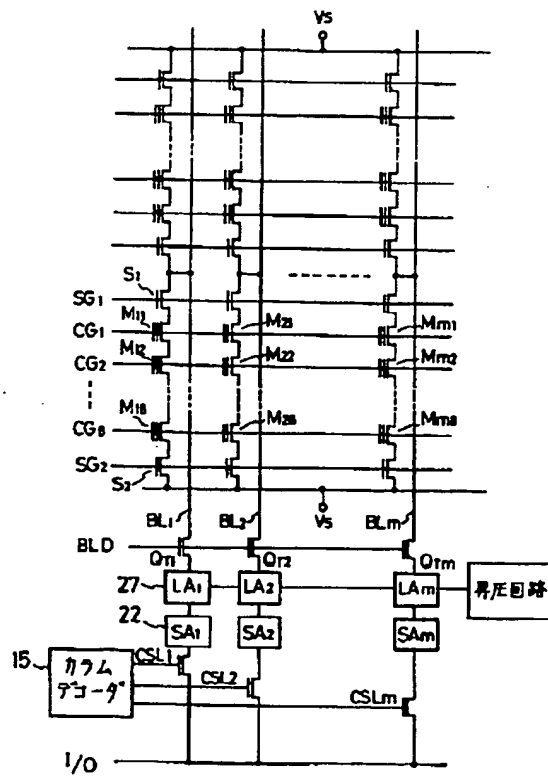 Vs
S1
SG1
M11 M21 Mm1
CG1
M12 M22 Mm2
CG2
M18 M28 Mm8
CG8
SG2
S2
BL1 BL2 Vs BLm
BLD
QT1 QT2 QTm
27 LA1 LA2 LAm 昇圧回路
22 SA1 SA2 SAm
15 カラムデコーダ CSL1
CSL2
CSLm
I/O